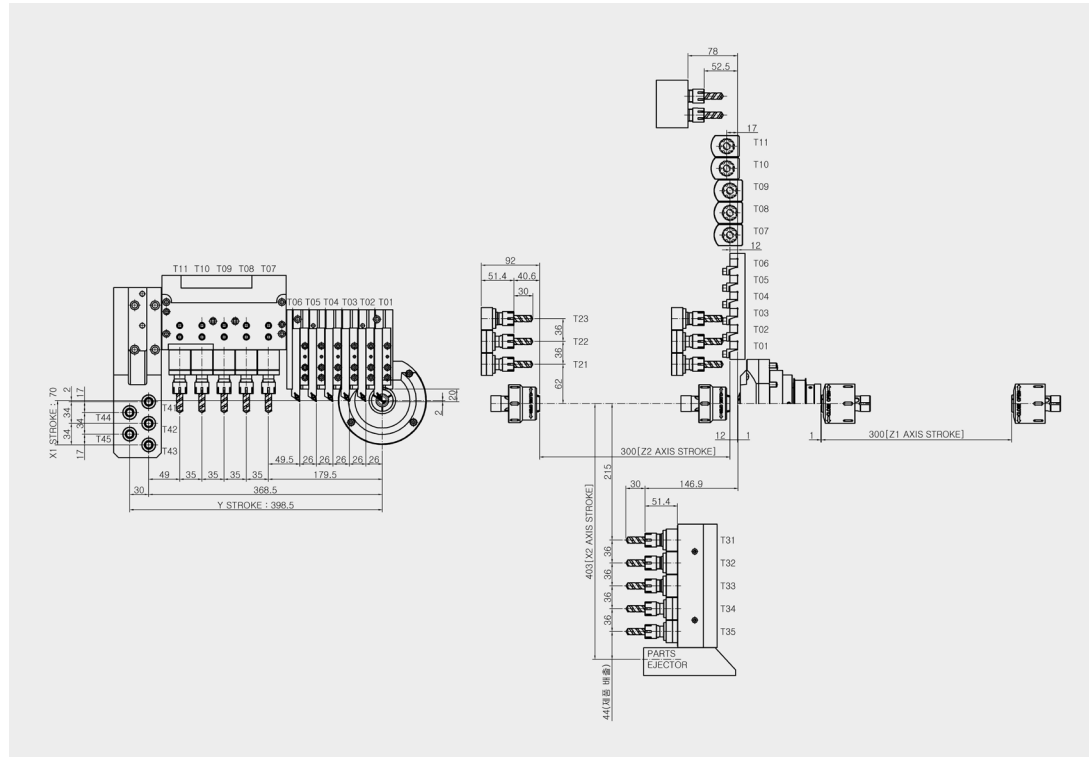 78
52.5
17
T11
T10
T09
T08
T07
12
T06
T05
T04
T03
T02
T01
T11 T10 T09 T08 T07
T06 T05 T04 T03 T02 T01
92
51.4 40.6
30
T23
36
T22
36
T21
62
X1 STROKE : 70
2
17
34
34
34
17
T41
T44
T42
T45
T43
20
2
49.5 26 26 26 26 26
49 35 35 35 35 179.5
30 368.5
Y STROKE : 398.5
12 1
300[Z2 AXIS STROKE]
1 300[Z1 AXIS STROKE]
215
403[X2 AXIS STROKE]
30 146.9
51.4
T31
36
T32
36
T33
36
T34
36
T35
PARTS
EJECTOR
44(제품 배출)